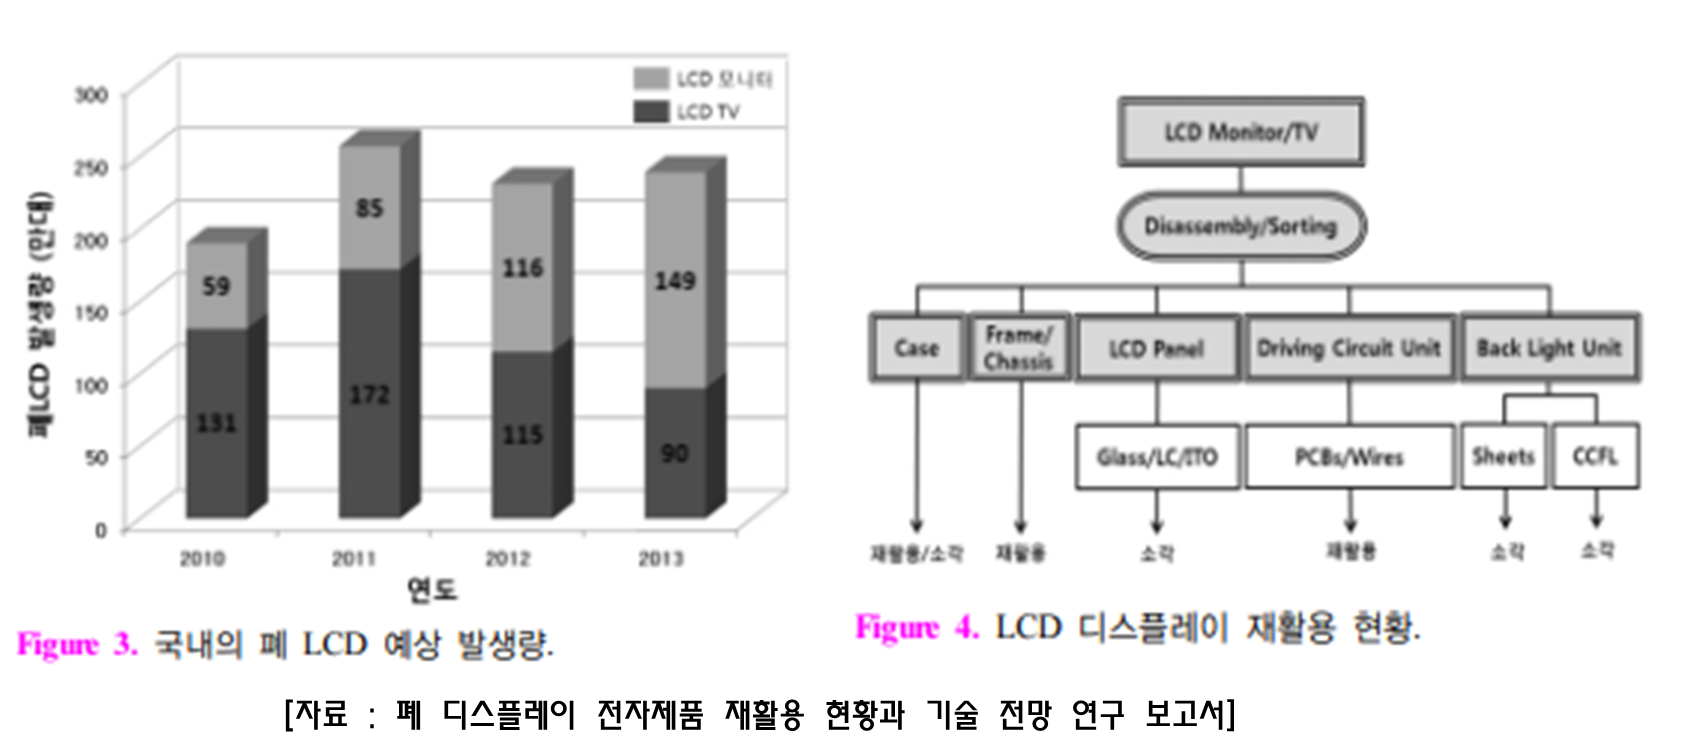 300
250
200
150
100
50
0
폐LCD 발생량 (만대)
LCD 모니터
LCD TV
59
131
85
172
116
115
149
90
2010 2011 2012 2013
연도
Figure 3. 국내의 폐 LCD 예상 발생량.
LCD Monitor/TV
Disassembly/Sorting
Case
Frame/
Chassis
LCD Panel
Driving Circuit Unit
Back Light Unit
Glass/LC/ITO
PCBs/Wires
Sheets
CCFL
재활용/소각
재활용
소각
재활용
소각
소각
Figure 4. LCD 디스플레이 재활용 현황.
[자료 : 폐 디스플레이 전자제품 재활용 현황과 기술 전망 연구 보고서]